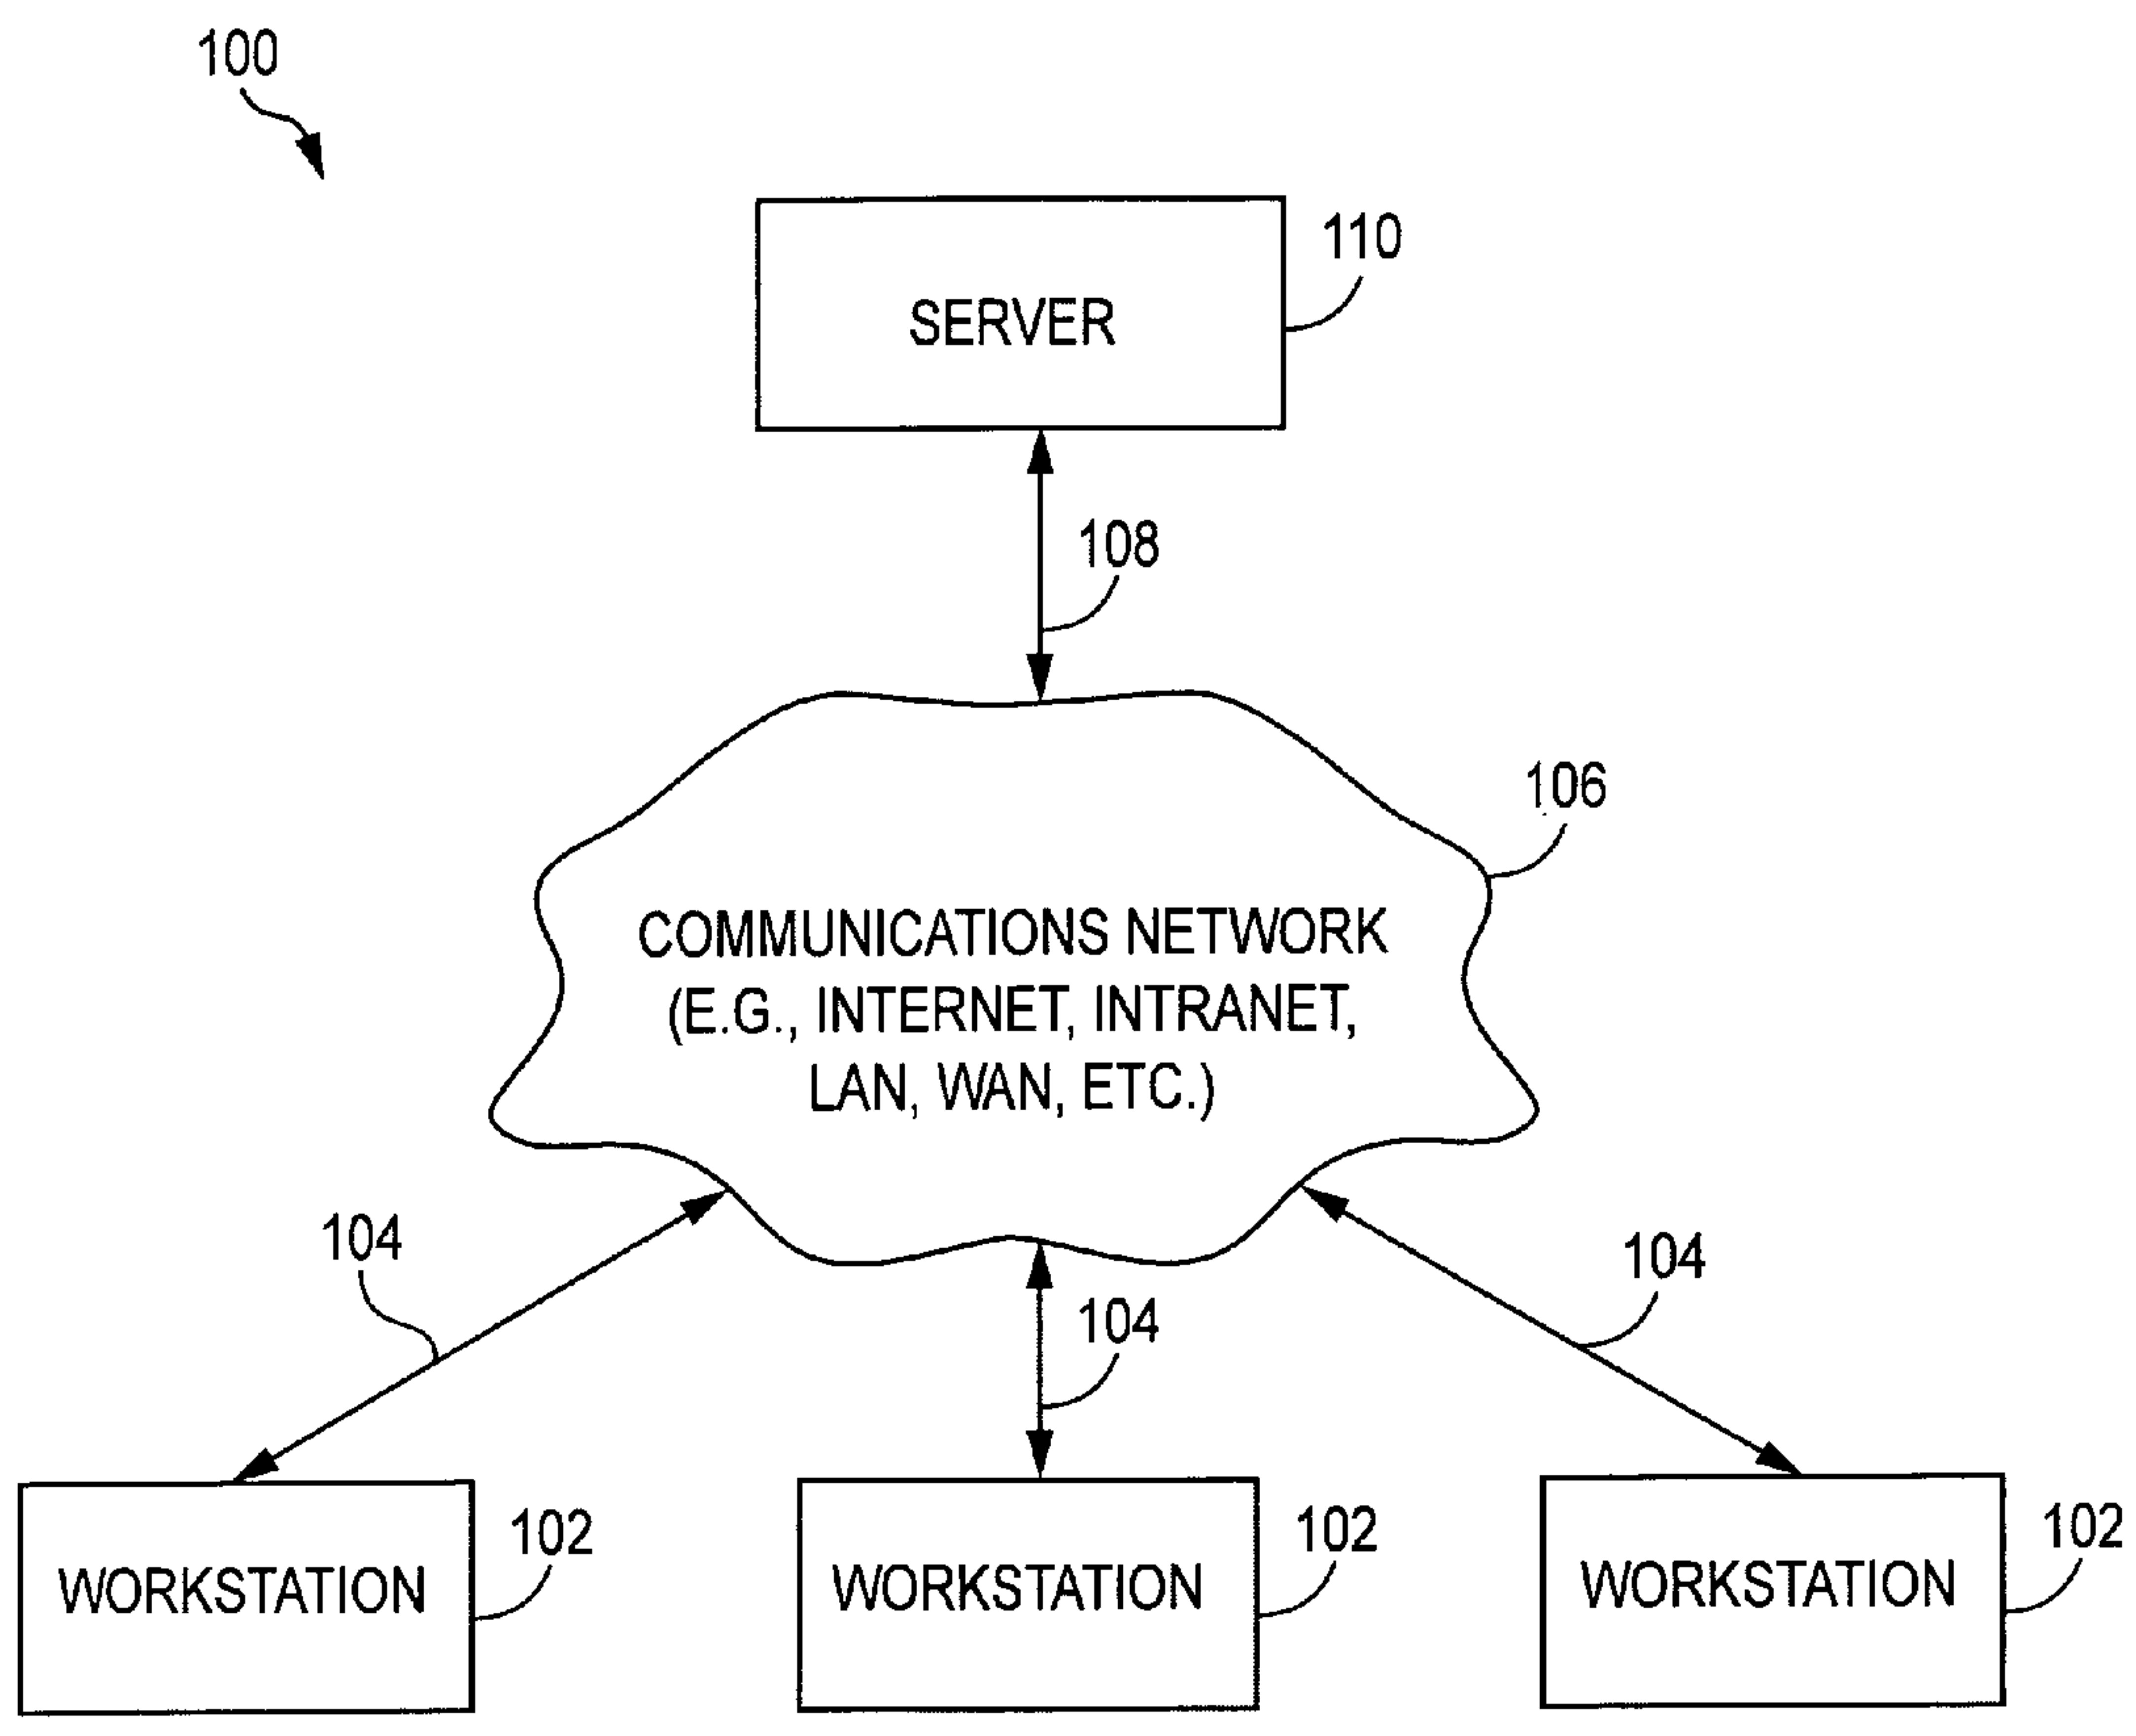 100
110
SERVER
108
106
COMMUNICATIONS NETWORK
(E.G., INTERNET, INTRANET,
LAN, WAN, ETC.)
104
104
104
102
102
102
WORKSTATION
WORKSTATION
WORKSTATION